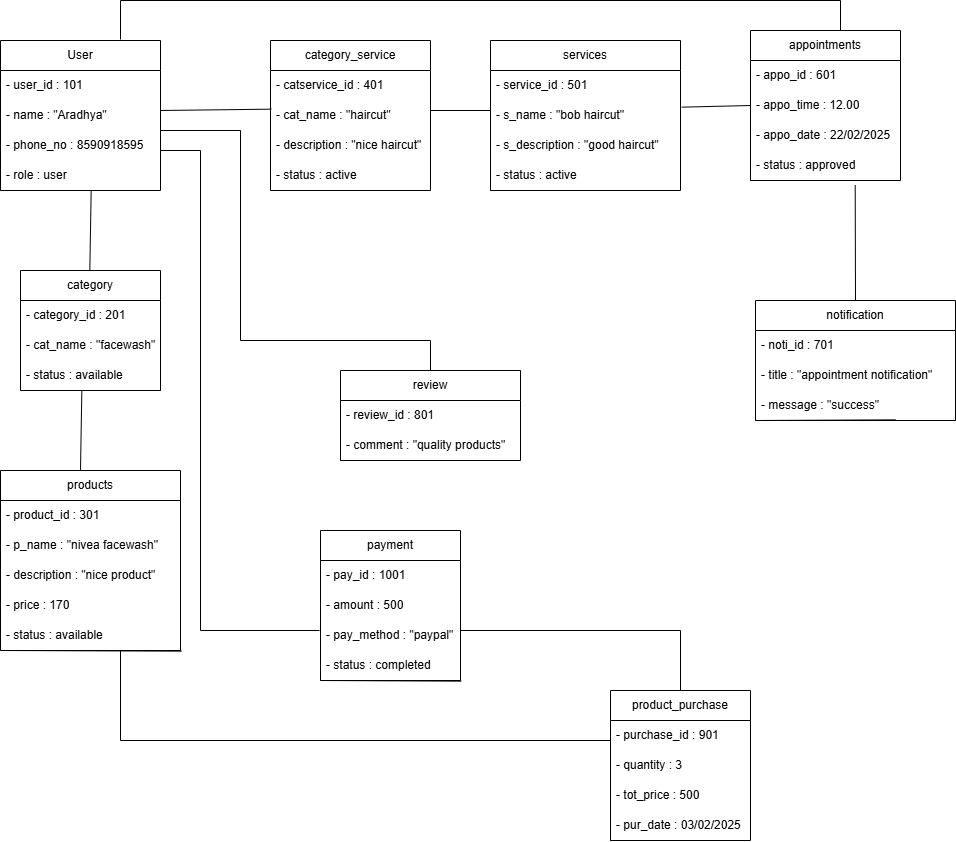 User
- user_id : 101
- name : "Aradhya"
- phone_no : 8590918595
- role : user
category_service
- catservice_id : 401
- cat_name : "haircut"
- description : "nice haircut"
- status : active
services
- service_id : 501
- s_name : "bob haircut"
- s_description : "good haircut"
- status : active
appointments
- appo_id : 601
- appo_time : 12.00
- appo_date : 22/02/2025
- status : approved
category
- category_id : 201
- cat_name : "facewash"
- status : available
notification
- noti_id : 701
- title : "appointment notification"
- message : "success"
review
- review_id : 801
- comment : "quality products"
products
- product_id : 301
- p_name : "nivea facewash"
- description : "nice product"
- price : 170
- status : available
payment
- pay_id : 1001
- amount : 500
- pay_method : "paypal"
- status : completed
product_purchase
- purchase_id : 901
- quantity : 3
- tot_price : 500
- pur_date : 03/02/2025